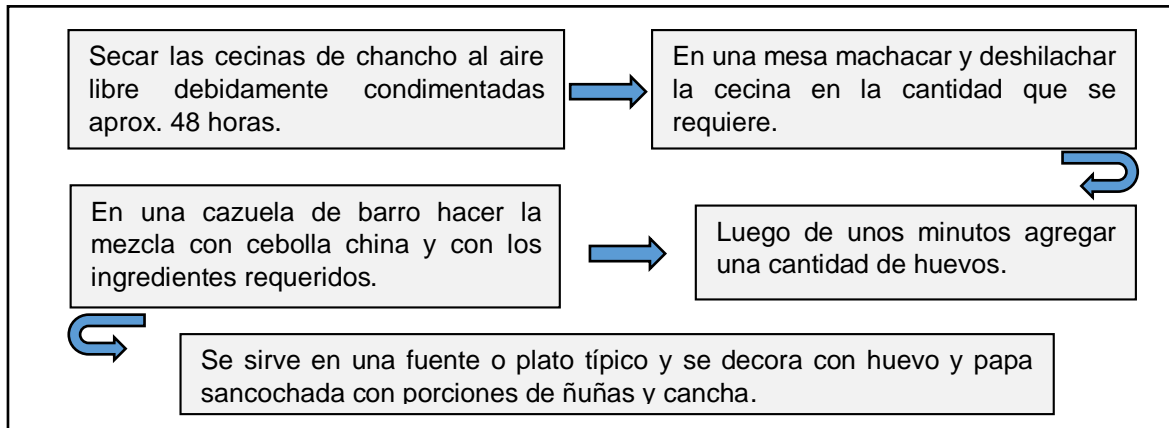 Secar las cecinas de chancho al aire
libre debidamente condimentadas
aprox. 48 horas.
En una mesa machacar y deshilachar
la cecina en la cantidad que se
requiere.
En una cazuela de barro hacer la
mezcla con cebolla china y con los
ingredientes requeridos.
Luego de unos minutos agregar
una cantidad de huevos.
Se sirve en una fuente o plato típico y se decora con huevo y papa
sancochada con porciones de ñuñas y cancha.